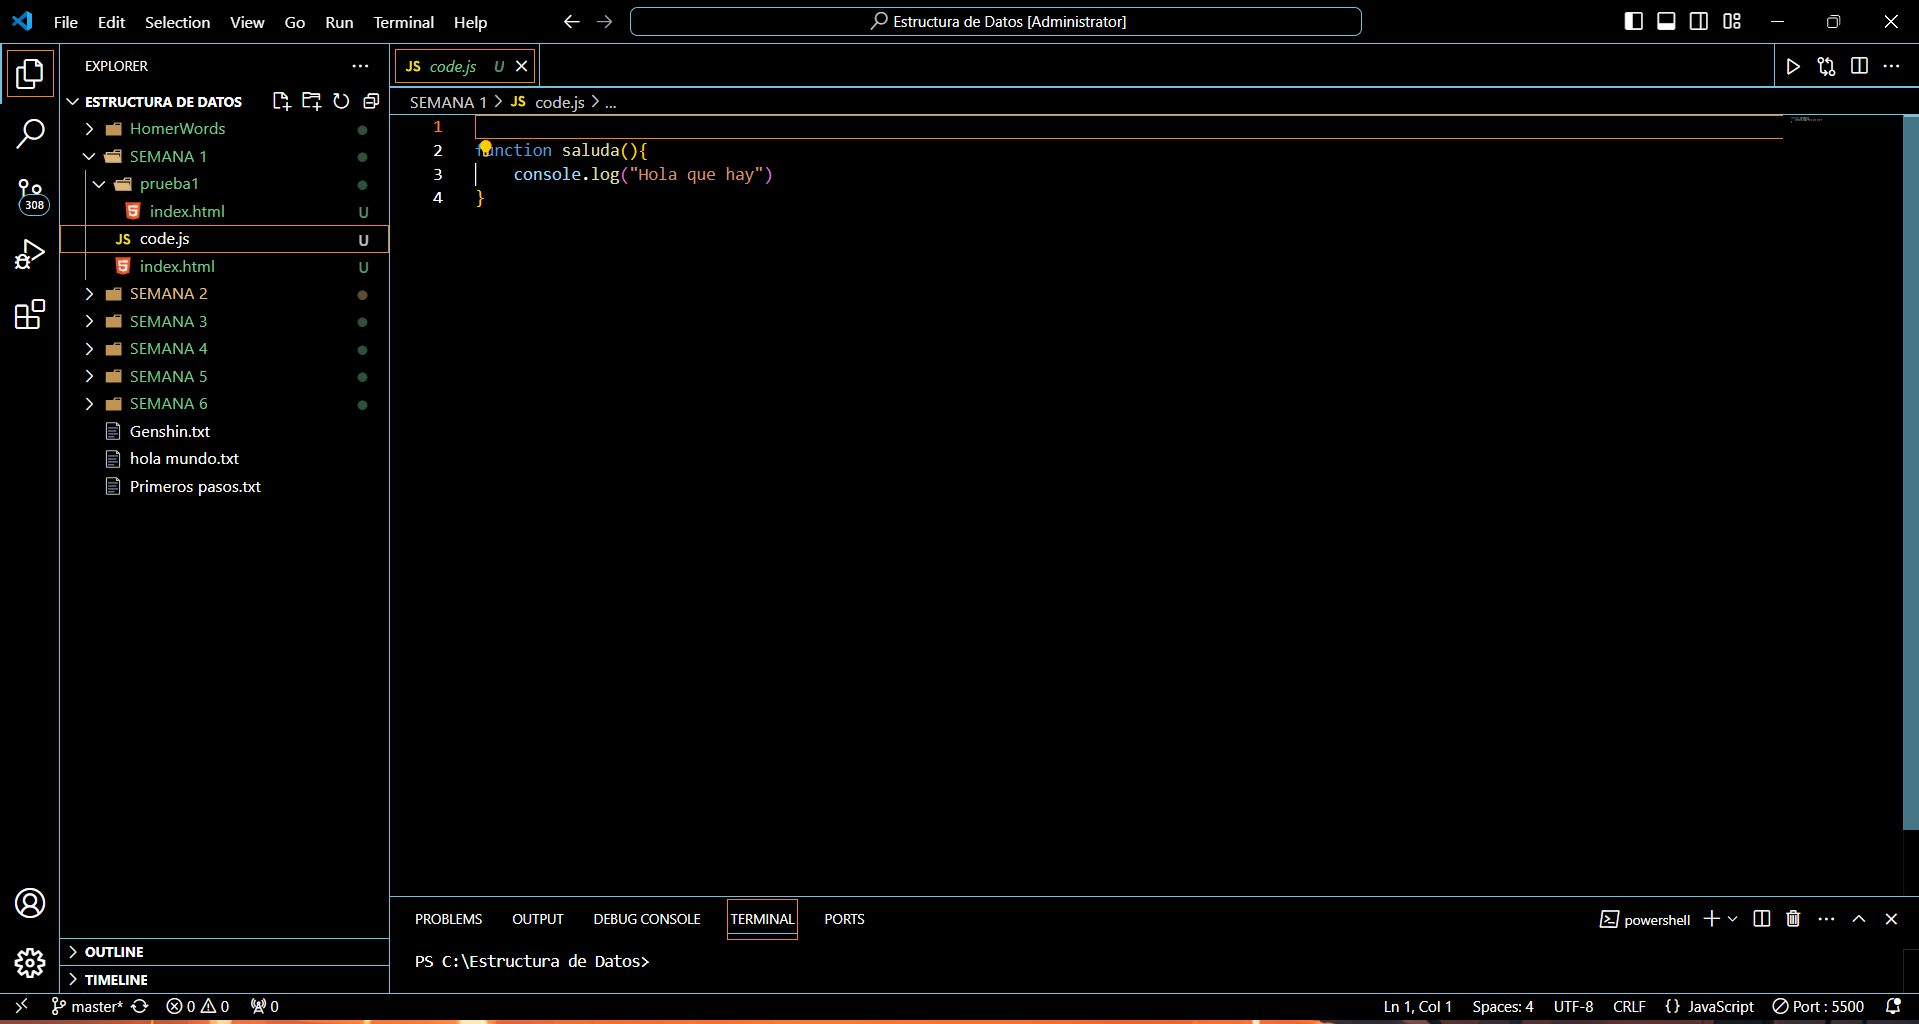 File Edit Selection View Go Run Terminal Help Estructura de Datos [Administrator]
EXPLORER
ESTRUCTURA DE DATOS
HomerWords
SEMANA 1
prueba1
index.html U
JS code.js U
index.html U
SEMANA 2
SEMANA 3
SEMANA 4
SEMANA 5
SEMANA 6
Genshin.txt
hola mundo.txt
Primeros pasos.txt
308
OUTLINE
TIMELINE
JS code.js U
SEMANA 1 > JS code.js > ...
1
2 function saluda(){
3 console.log("Hola que hay")
4 }
PROBLEMS OUTPUT DEBUG CONSOLE TERMINAL PORTS powershell
PS C:\Estructura de Datos>
master* 0 0 0 Ln 1, Col 1 Spaces: 4 UTF-8 CRLF {} JavaScript Port : 5500